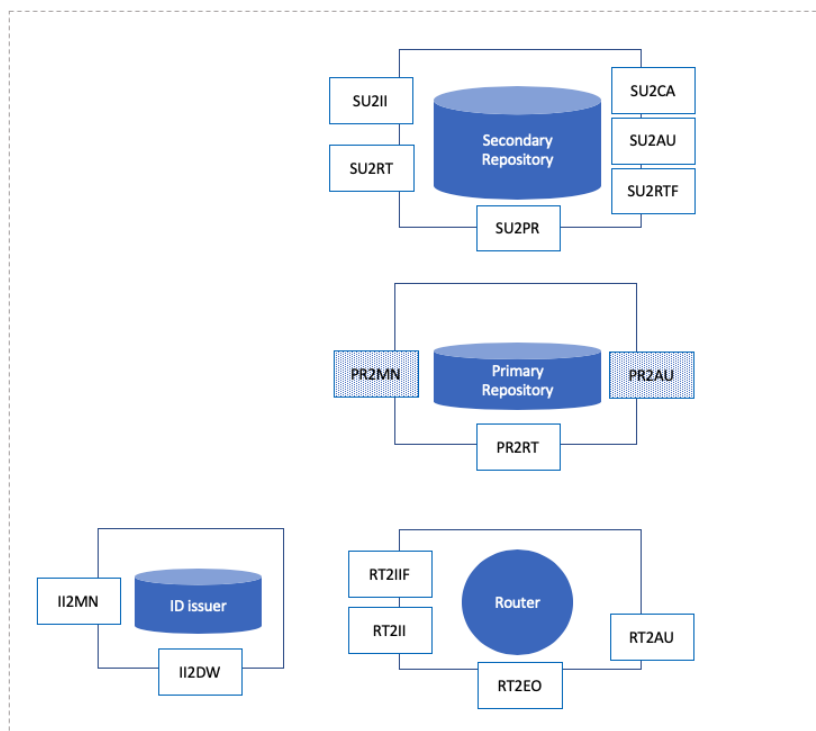 SU2II
SU2CA
Secondary
Repository
SU2AU
SU2RT
SU2RTF
SU2PR
PR2MN
Primary
Repository
PR2AU
PR2RT
II2MN
ID issuer
II2DW
RT2IIF
RT2II
Router
RT2AU
RT2EO